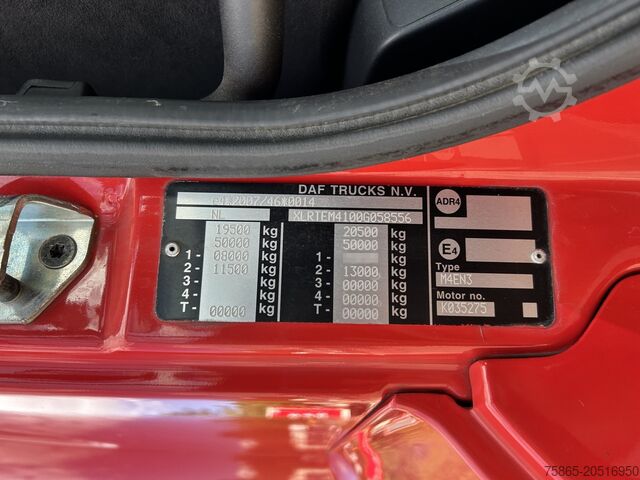 DAF TRUCKS N.V.
e4*2007/46*0014
NL XLRTEM4100G058556
19500 kg 20500 kg
50000 kg 50000 kg
1- 08000 kg 1- kg
2- 11500 kg 2- 13000 kg
3- kg 3- 00000 kg
4- kg 4- 00000 kg
T- 00000 kg T- 00000 kg
ADR4
E4
Type
M4EN3
Motor no.
K035275
75865-20516950